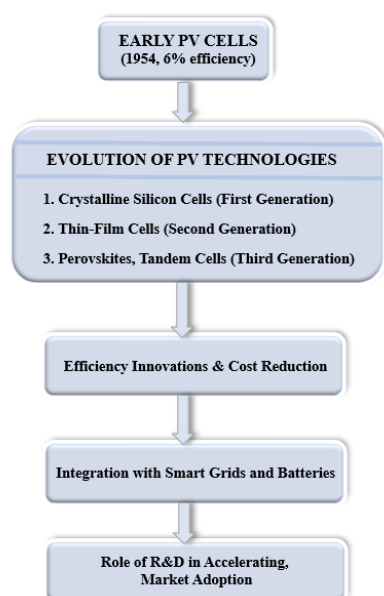 EARLY PV CELLS
(1954, 6% efficiency)
EVOLUTION OF PV TECHNOLOGIES
1. Crystalline Silicon Cells (First Generation)
2. Thin-Film Cells (Second Generation)
3. Perovskites, Tandem Cells (Third Generation)
Efficiency Innovations & Cost Reduction
Integration with Smart Grids and Batteries
Role of R&D in Accelerating,
Market Adoption